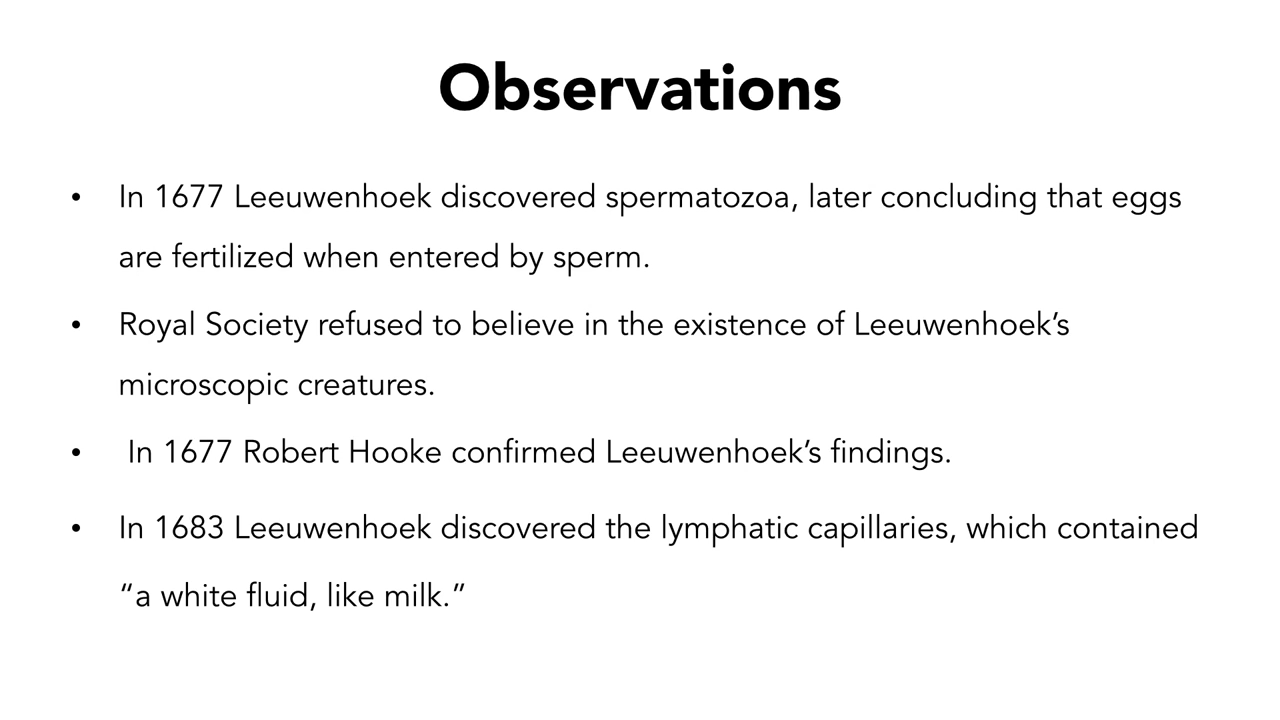 Observations
• In 1677 Leeuwenhoek discovered spermatozoa, later concluding that eggs
are fertilized when entered by sperm.
• Royal Society refused to believe in the existence of Leeuwenhoek’s
microscopic creatures.
• In 1677 Robert Hooke confirmed Leeuwenhoek’s findings.
• In 1683 Leeuwenhoek discovered the lymphatic capillaries, which contained
“a white fluid, like milk.”